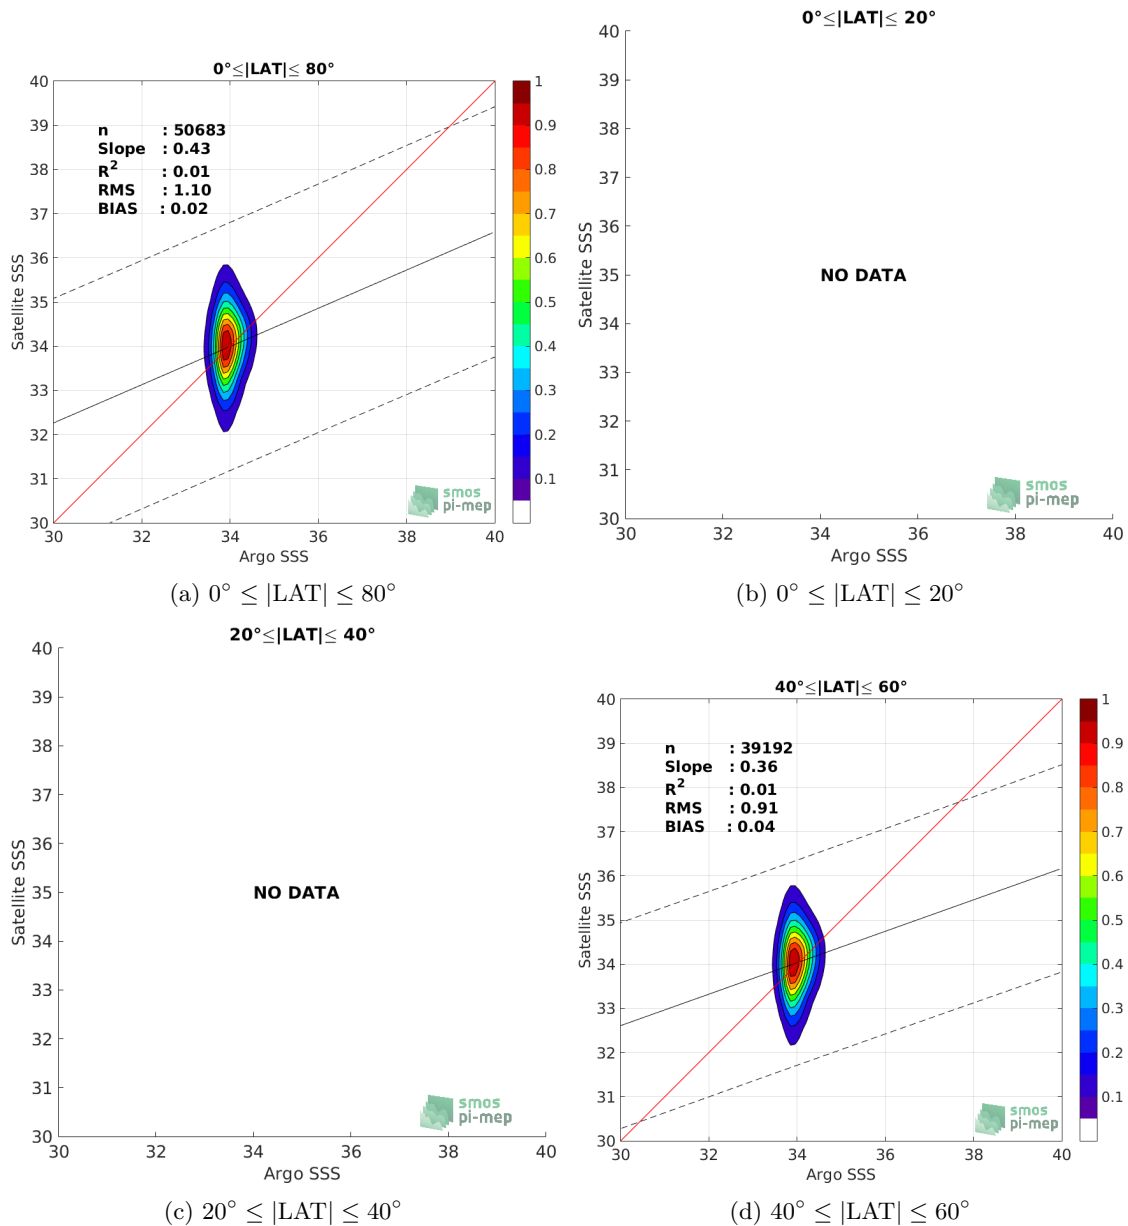 0°≤|LAT|≤ 80°
n : 50683
Slope : 0.43
R2 : 0.01
RMS : 1.10
BIAS : 0.02
40
39
38
37
36
35
34
33
32
31
30
Satellite SSS
30 32 34 36 38 40
Argo SSS
1
0.9
0.8
0.7
0.6
0.5
0.4
0.3
0.2
0.1
smos
pi-mep
(a) 0° ≤ |LAT| ≤ 80°
0°≤|LAT|≤ 20°
40
39
38
37
36
35
34
33
32
31
30
Satellite SSS
NO DATA
smos
pi-mep
30 32 34 36 38 40
Argo SSS
(b) 0° ≤ |LAT| ≤ 20°
20°≤|LAT|≤ 40°
40
39
38
37
36
35
34
33
32
31
30
Satellite SSS
NO DATA
smos
pi-mep
30 32 34 36 38 40
Argo SSS
(c) 20° ≤ |LAT| ≤ 40°
40°≤|LAT|≤ 60°
n : 39192
Slope : 0.36
R2 : 0.01
RMS : 0.91
BIAS : 0.04
40
39
38
37
36
35
34
33
32
31
30
Satellite SSS
30 32 34 36 38 40
Argo SSS
1
0.9
0.8
0.7
0.6
0.5
0.4
0.3
0.2
0.1
smos
pi-mep
(d) 40° ≤ |LAT| ≤ 60°